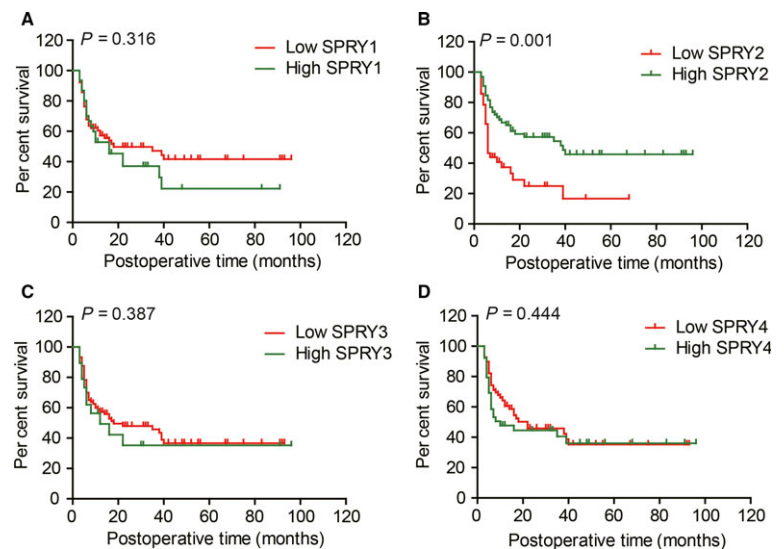 A
P = 0.316
Low SPRY1
High SPRY1
Per cent survival
120
100
80
60
40
20
0
0 20 40 60 80 100 120
Postoperative time (months)
B
P = 0.001
Low SPRY2
High SPRY2
Per cent survival
120
100
80
60
40
20
0
0 20 40 60 80 100 120
Postoperative time (months)
C
P = 0.387
Low SPRY3
High SPRY3
Per cent survival
120
100
80
60
40
20
0
0 20 40 60 80 100 120
Postoperative time (months)
D
P = 0.444
Low SPRY4
High SPRY4
Per cent survival
120
100
80
60
40
20
0
0 20 40 60 80 100 120
Postoperative time (months)